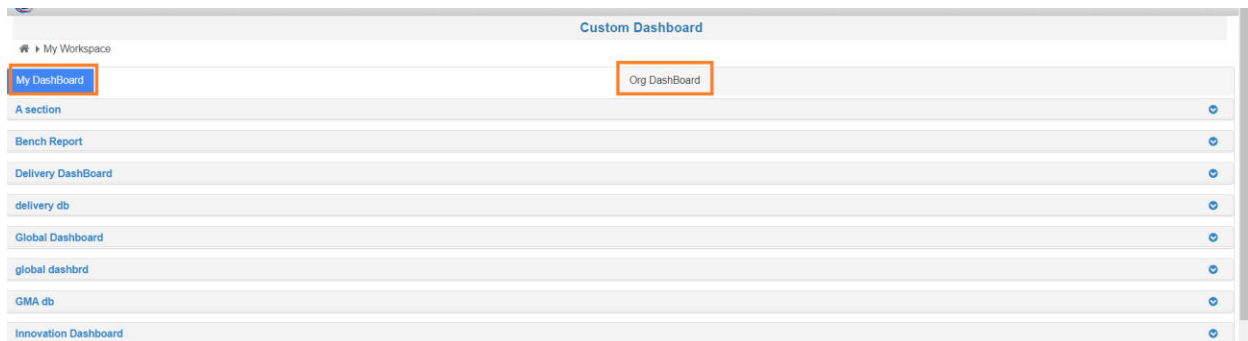 Custom Dashboard
My Workspace
My DashBoard Org DashBoard
A section
Bench Report
Delivery DashBoard
delivery db
Global Dashboard
global dashbrd
GMA db
Innovation Dashboard